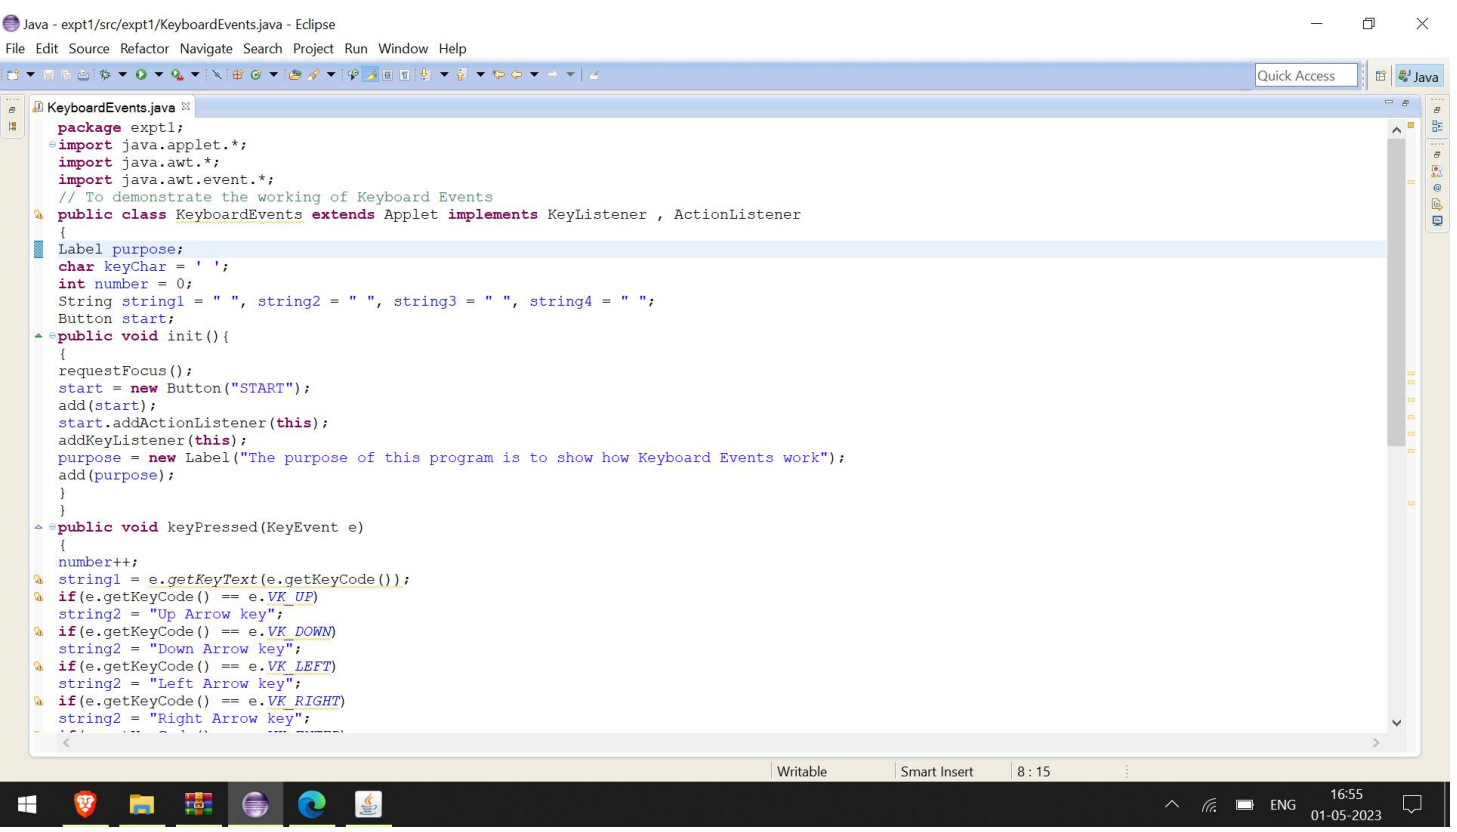 Java - expt1/src/expt1/KeyboardEvents.java - Eclipse
File Edit Source Refactor Navigate Search Project Run Window Help
Quick Access
Java
KeyboardEvents.java
package expt1;
import java.applet.*;
import java.awt.*;
import java.awt.event.*;
// To demonstrate the working of Keyboard Events
public class KeyboardEvents extends Applet implements KeyListener , ActionListener
{
Label purpose;
char keyChar = ' ';
int number = 0;
String string1 = " ", string2 = " ", string3 = " ", string4 = " ";
Button start;
public void init(){
{
requestFocus();
start = new Button("START");
add(start);
start.addActionListener(this);
addKeyListener(this);
purpose = new Label("The purpose of this program is to show how Keyboard Events work");
add(purpose);
}
}
public void keyPressed(KeyEvent e)
{
number++;
string1 = e.getKeyText(e.getKeyCode());
if(e.getKeyCode() == e.VK_UP)
string2 = "Up Arrow key";
if(e.getKeyCode() == e.VK_DOWN)
string2 = "Down Arrow key";
if(e.getKeyCode() == e.VK_LEFT)
string2 = "Left Arrow key";
if(e.getKeyCode() == e.VK_RIGHT)
string2 = "Right Arrow key";
Writable
Smart Insert
8 : 15
ENG
16:55
01-05-2023